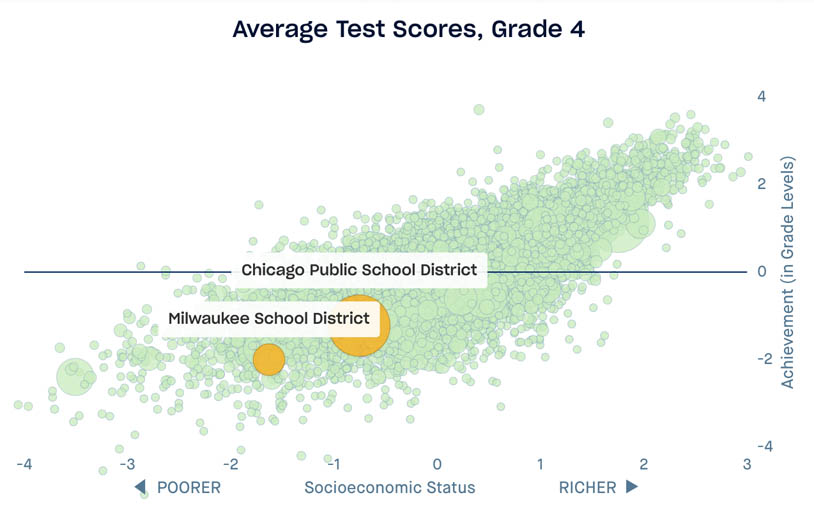 Average Test Scores, Grade 4
4
2
0
-2
-4
Achievement (in Grade Levels)
Chicago Public School District
Milwaukee School District
-4 -3 -2 -1 0 1 2 3
POORER Socioeconomic Status RICHER